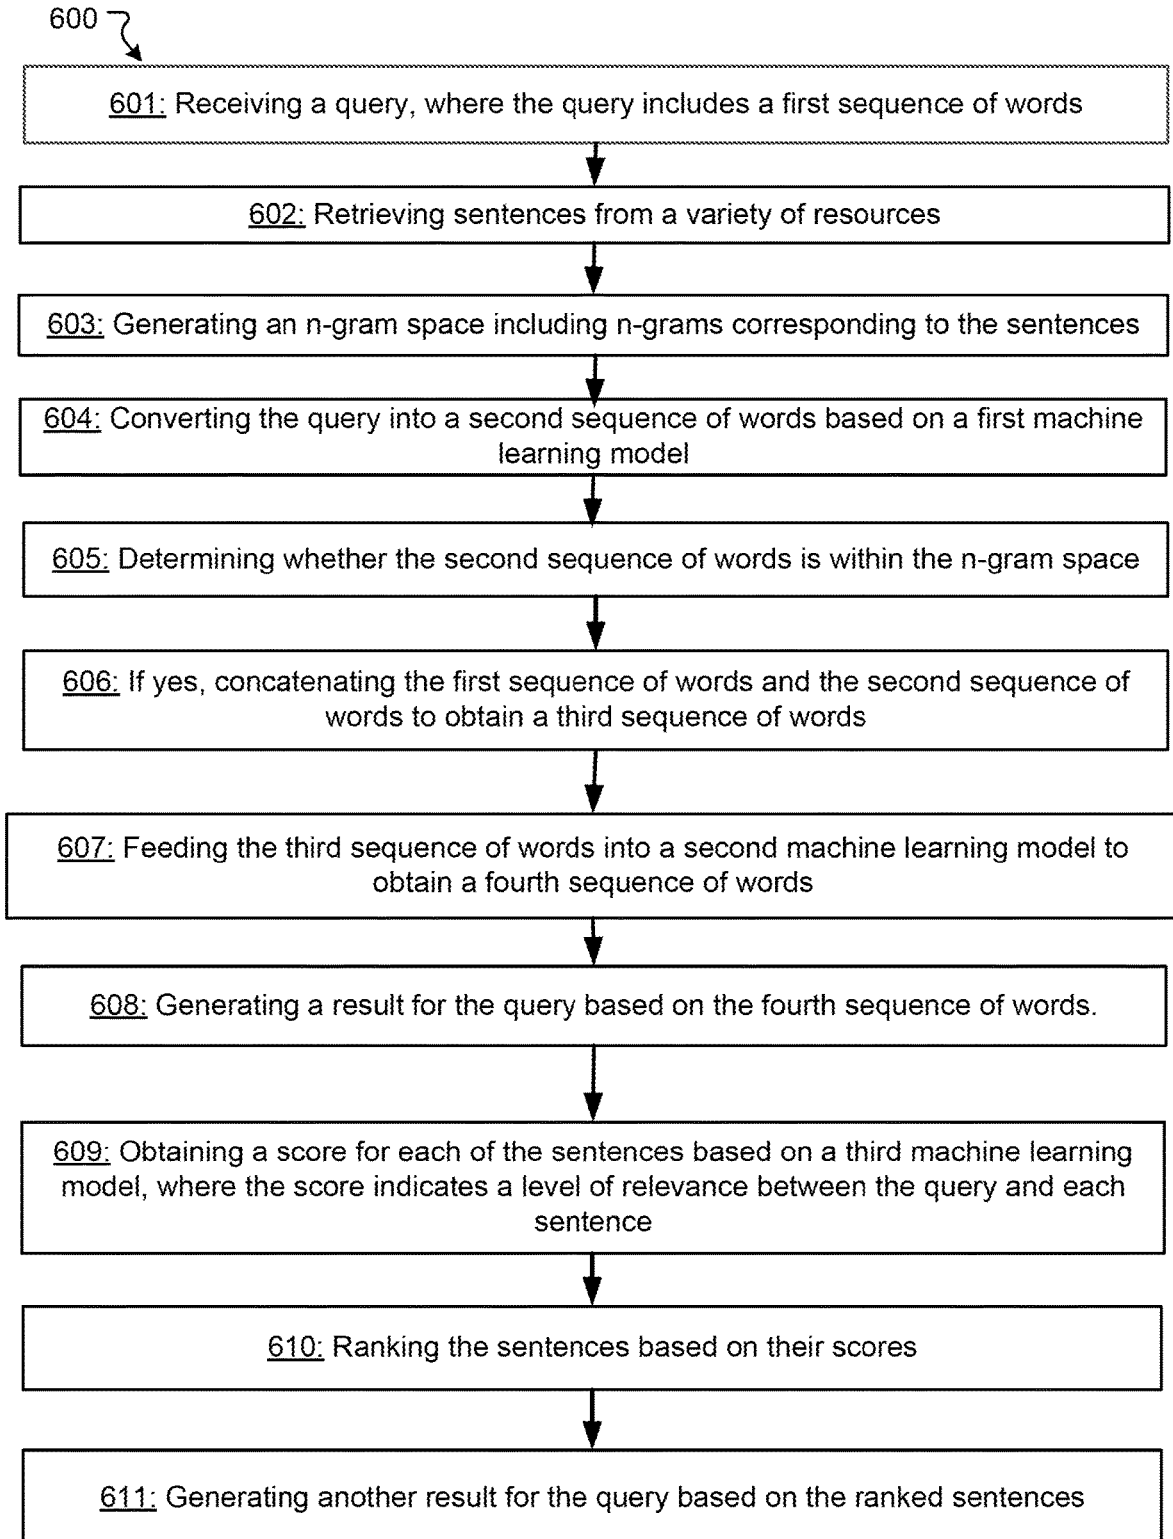 600
601: Receiving a query, where the query includes a first sequence of words
602: Retrieving sentences from a variety of resources
603: Generating an n-gram space including n-grams corresponding to the sentences
604: Converting the query into a second sequence of words based on a first machine
learning model
605: Determining whether the second sequence of words is within the n-gram space
606: If yes, concatenating the first sequence of words and the second sequence of
words to obtain a third sequence of words
607: Feeding the third sequence of words into a second machine learning model to
obtain a fourth sequence of words
608: Generating a result for the query based on the fourth sequence of words.
609: Obtaining a score for each of the sentences based on a third machine learning
model, where the score indicates a level of relevance between the query and each
sentence
610: Ranking the sentences based on their scores
611: Generating another result for the query based on the ranked sentences